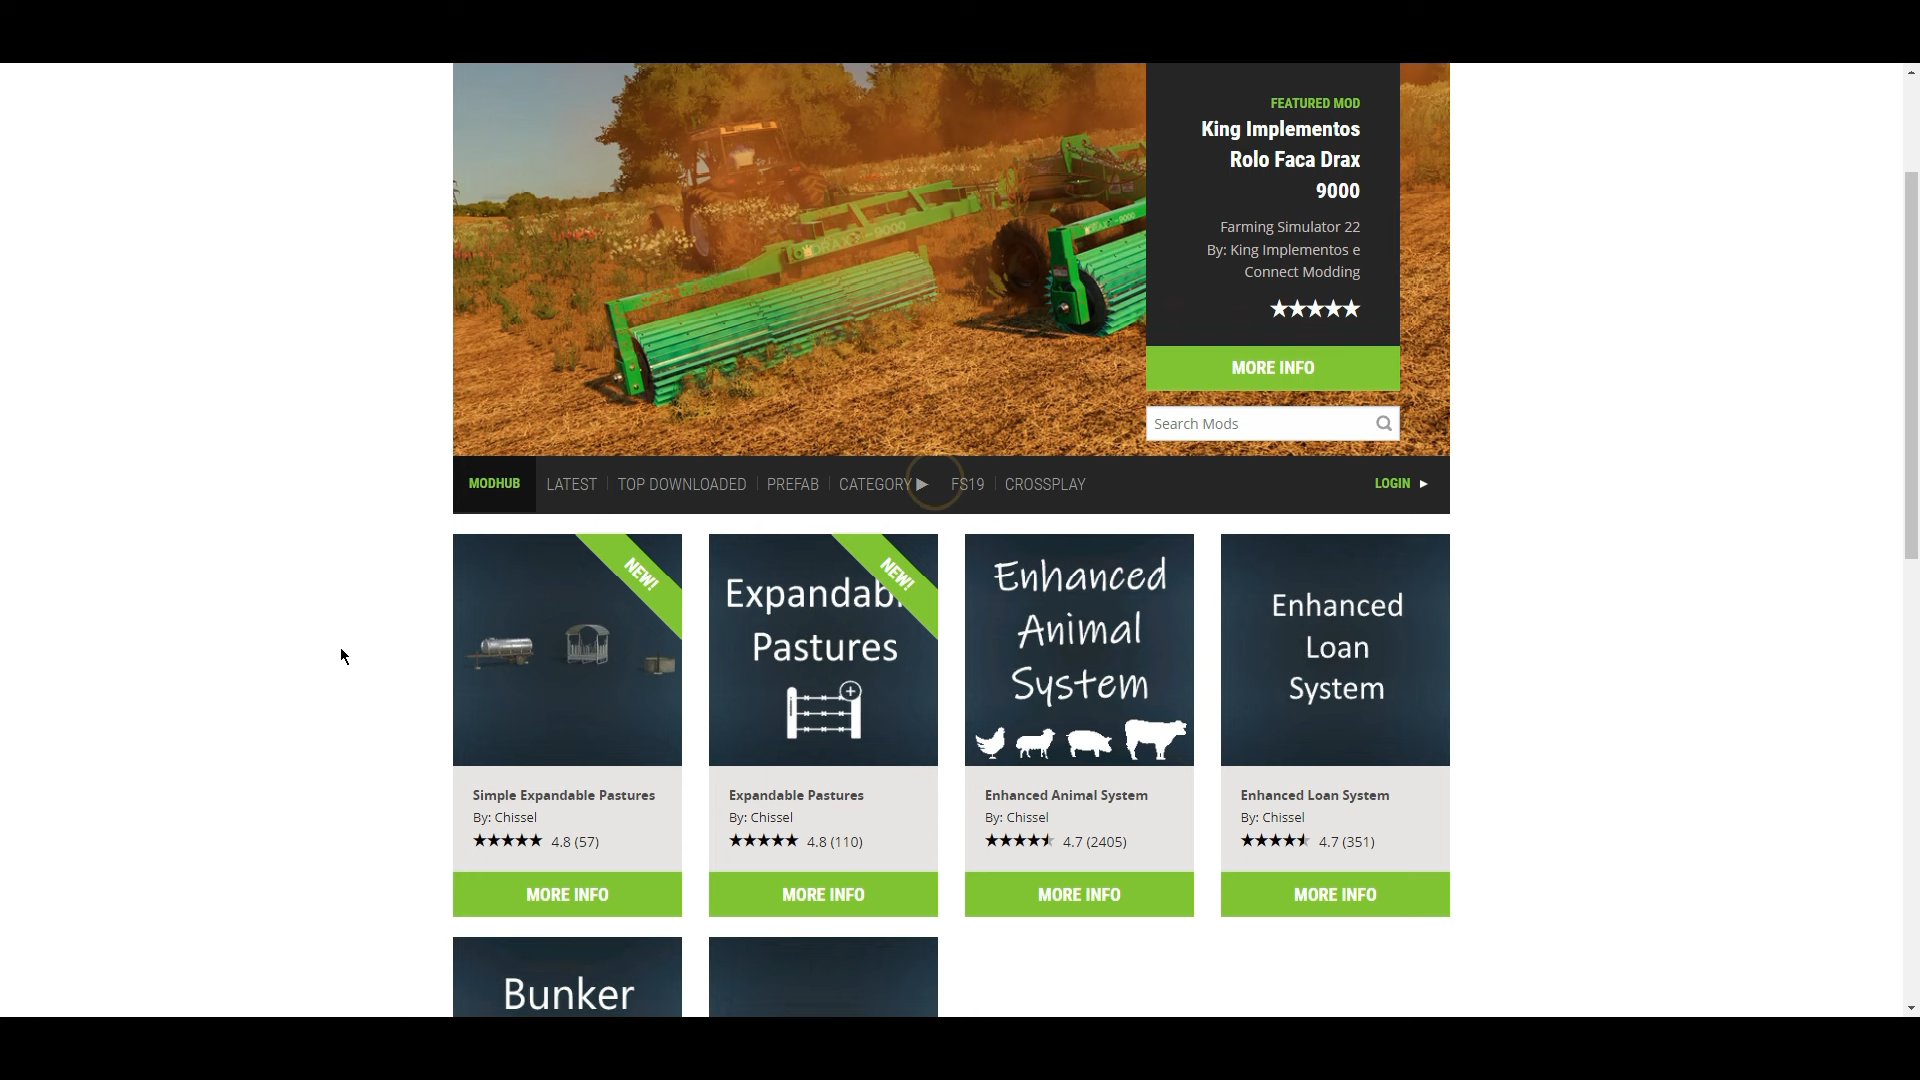 FEATURED MOD
King Implementos
Rolo Faca Drax
9000
Farming Simulator 22
By: King Implementos e
Connect Modding
★★★★★
MORE INFO
Search Mods
MODHUB
LATEST
TOP DOWNLOADED
PREFAB
CATEGORY ▶
FS19
CROSSPLAY
LOGIN ▶
NEW!
NEW!
Expandab
Pastures
Enhanced
Animal
System
Enhanced
Loan
System
Simple Expandable Pastures
By: Chissel
4.8 (57)
MORE INFO
Expandable Pastures
By: Chissel
4.8 (110)
MORE INFO
Enhanced Animal System
By: Chissel
4.7 (2405)
MORE INFO
Enhanced Loan System
By: Chissel
4.7 (351)
MORE INFO
Bunker